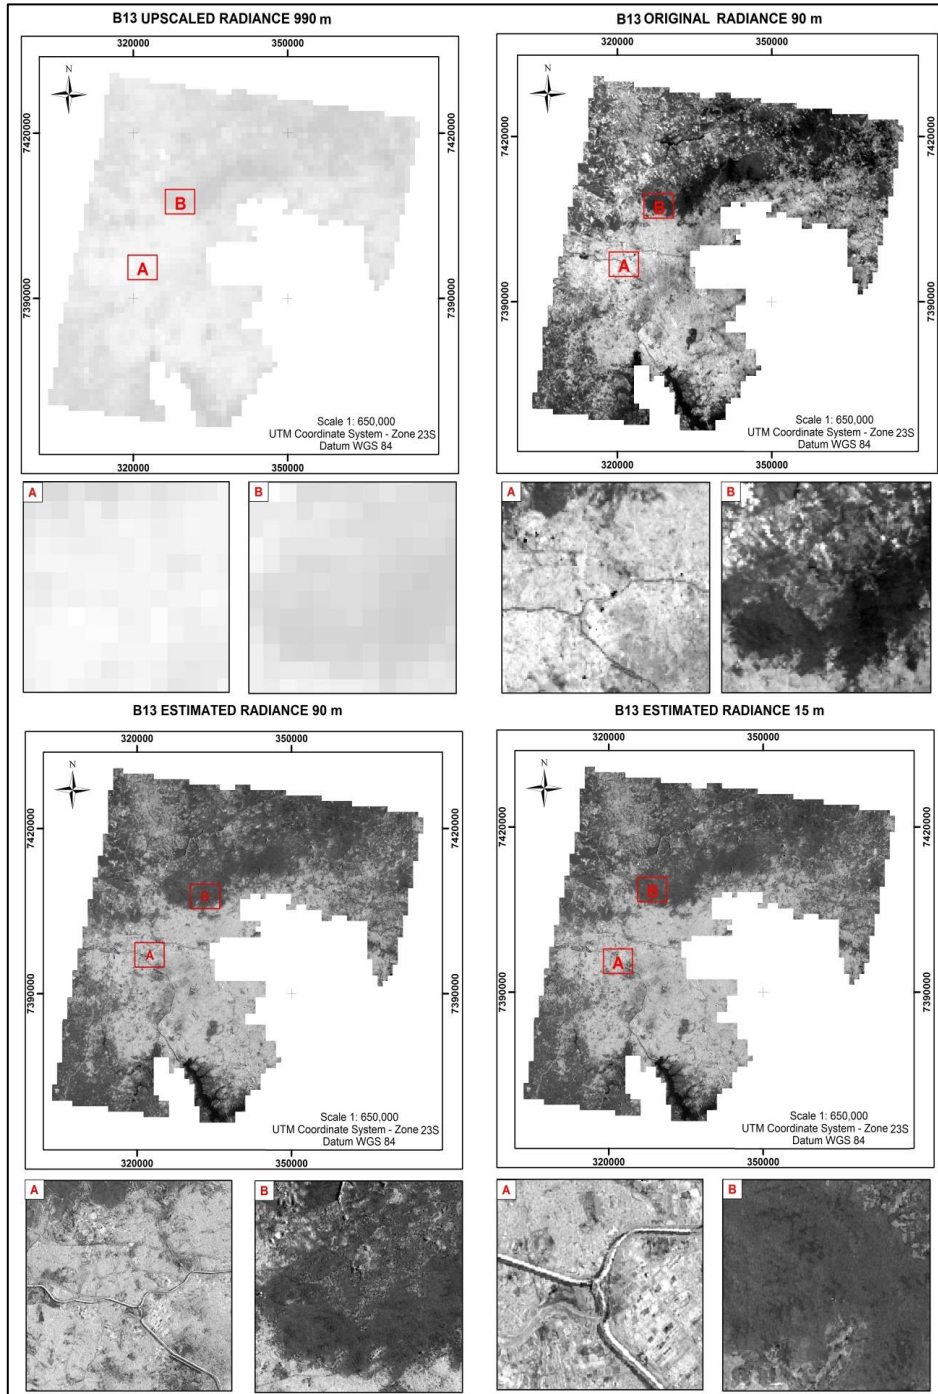 B13 UPSCALED RADIANCE 990 m
320000 350000
N
7420000 7420000
B
A
7390000 7390000
Scale 1: 650,000
UTM Coordinate System - Zone 23S
Datum WGS 84
320000 350000
A B
B13 ORIGINAL RADIANCE 90 m
320000 350000
N
7420000 7420000
B
A
7390000 7390000
Scale 1: 650,000
UTM Coordinate System - Zone 23S
Datum WGS 84
320000 350000
A B
B13 ESTIMATED RADIANCE 90 m
320000 350000
N
7420000 7420000
B
A
7390000 7390000
Scale 1: 650,000
UTM Coordinate System - Zone 23S
Datum WGS 84
320000 350000
A B
B13 ESTIMATED RADIANCE 15 m
320000 350000
N
7420000 7420000
B
A
7390000 7390000
Scale 1: 650,000
UTM Coordinate System - Zone 23S
Datum WGS 84
320000 350000
A B